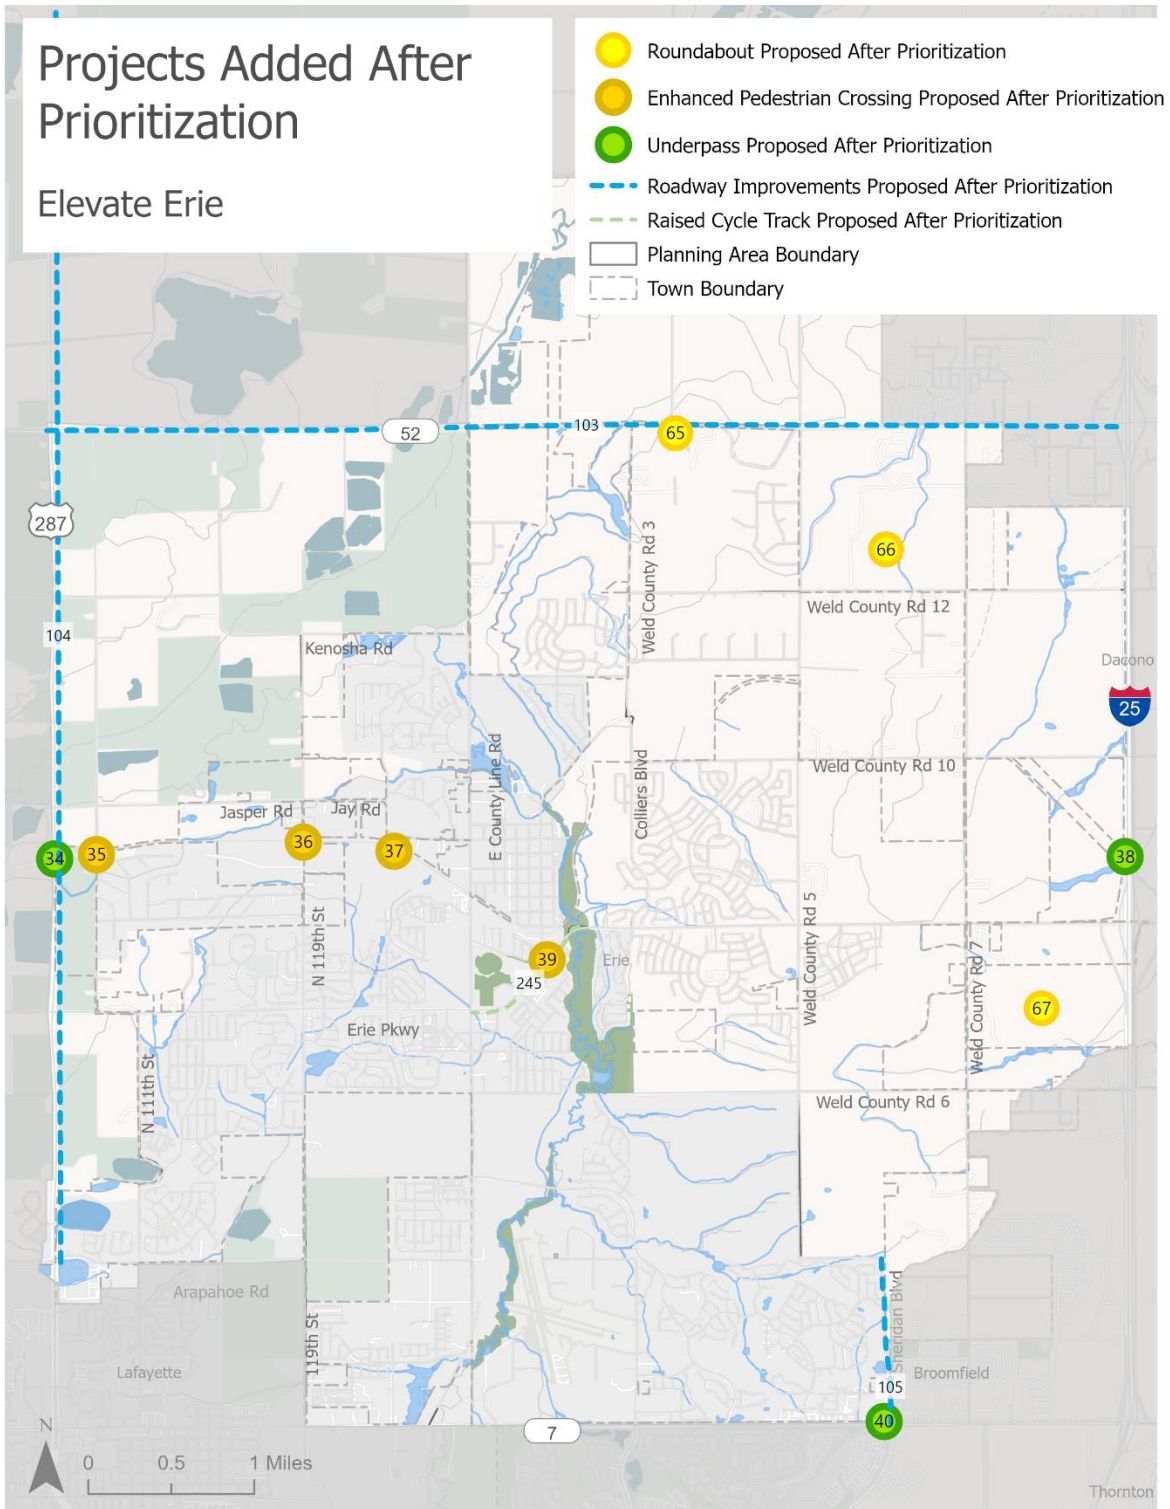 Projects Added After
Prioritization
Elevate Erie
Roundabout Proposed After Prioritization
Enhanced Pedestrian Crossing Proposed After Prioritization
Underpass Proposed After Prioritization
Roadway Improvements Proposed After Prioritization
Raised Cycle Track Proposed After Prioritization
Planning Area Boundary
Town Boundary
52
103
65
287
66
Weld County Rd 3
Weld County Rd 12
104
Kenosha Rd
Dacono
25
E County Line Rd
Colliers Blvd
Weld County Rd 10
Jasper Rd
Jay Rd
34
35
36
37
38
N 119th St
39
Erie
245
Weld County Rd 5
Weld County Rd 7
67
Erie Pkwy
N 111th St
Weld County Rd 6
Arapahoe Rd
119th St
Sheridan Blvd
Lafayette
Broomfield
105
40
7
N
0 0.5 1 Miles
Thornton